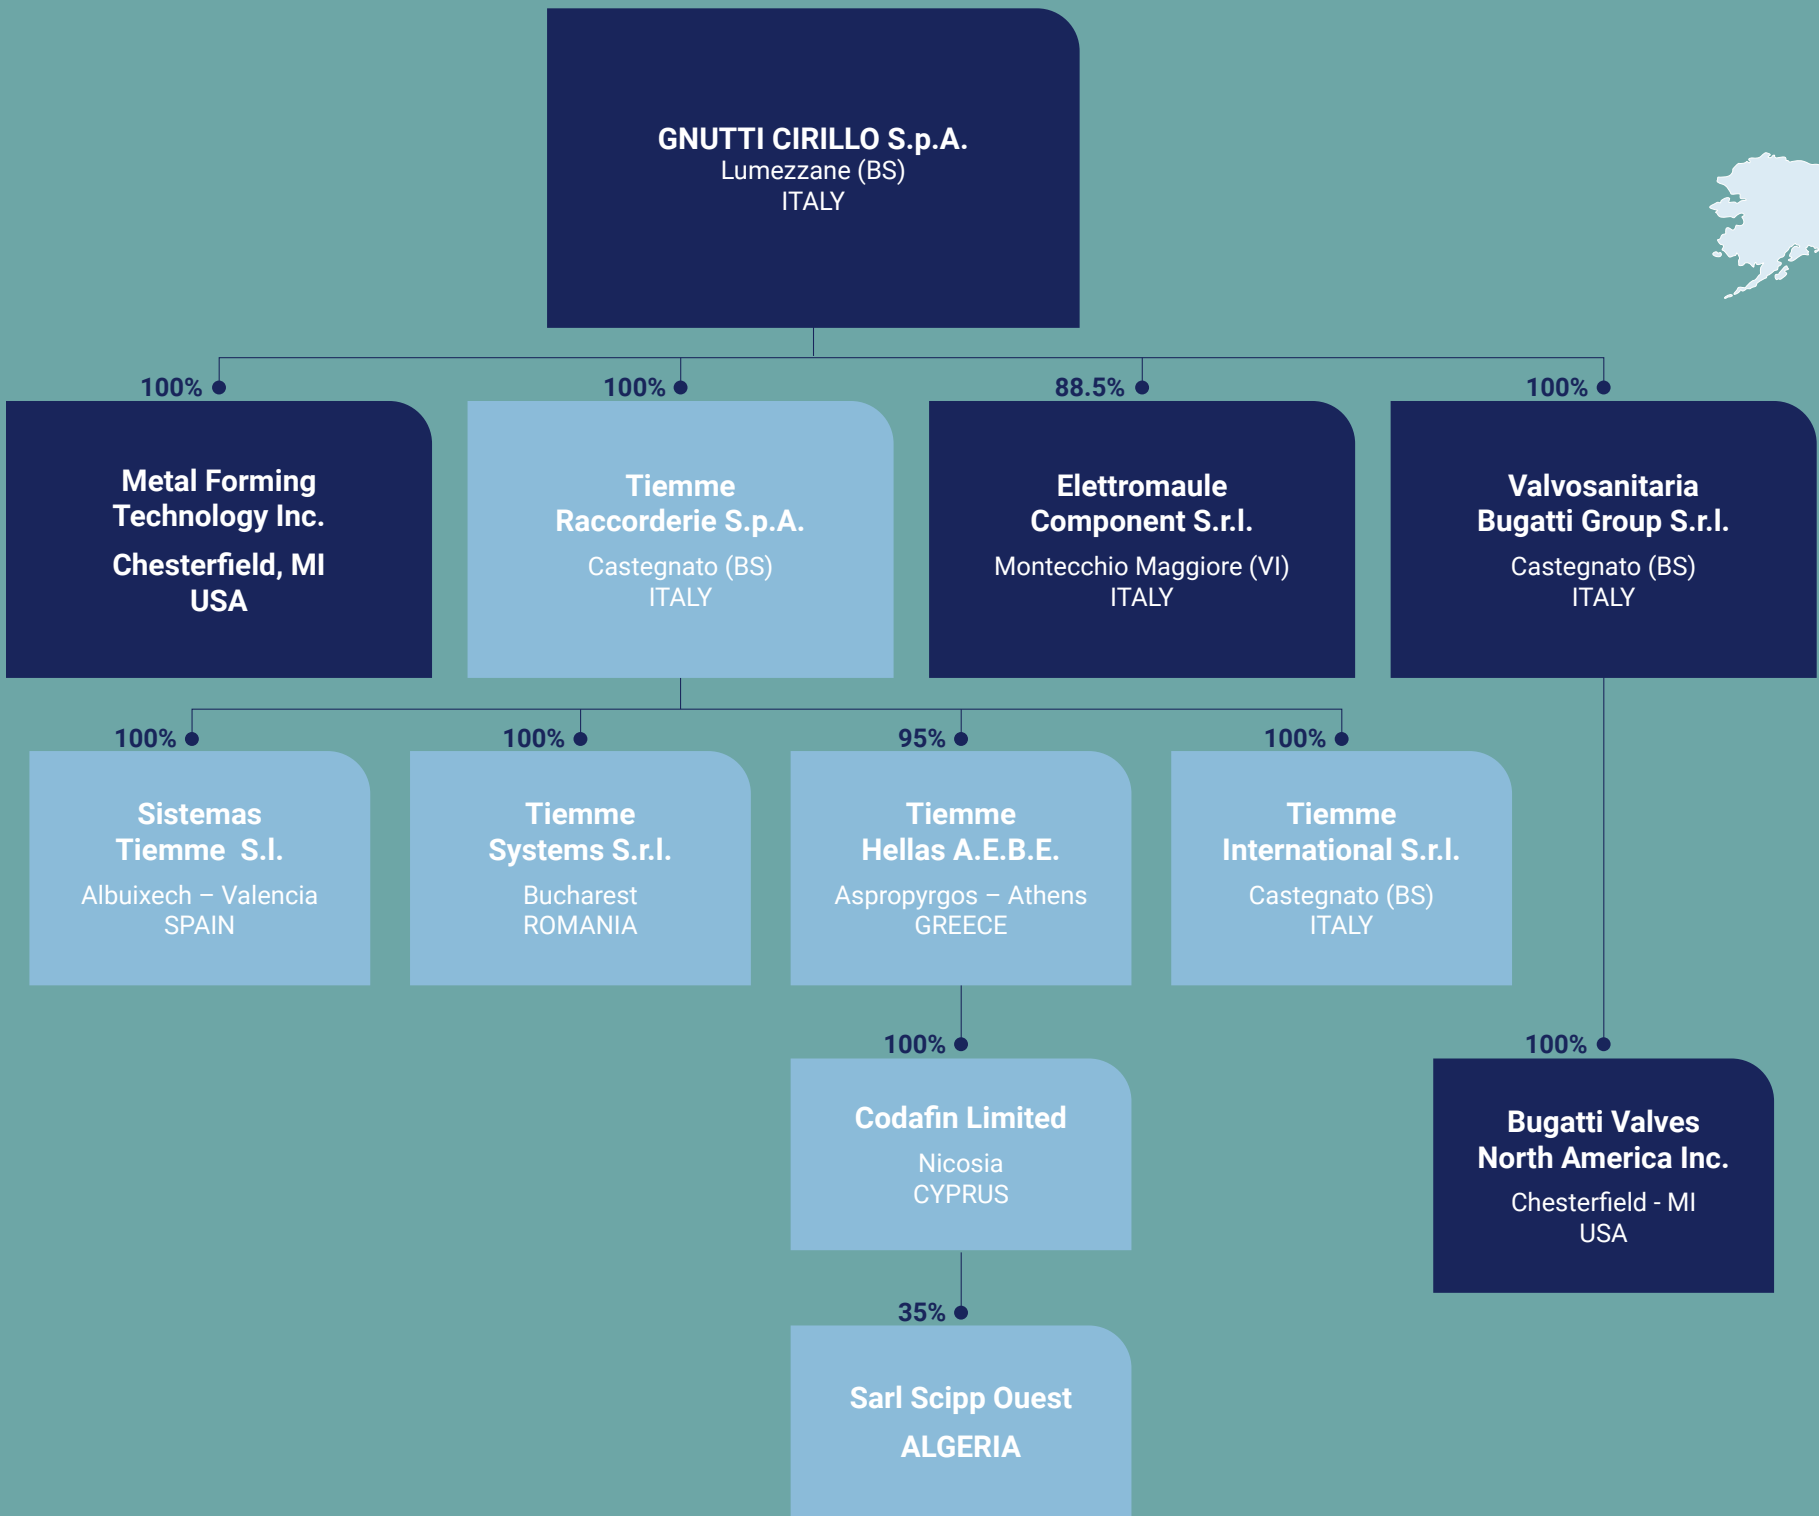 GNUTTI CIRILLO S.p.A.
Lumezzane (BS)
ITALY
100%
100%
88.5%
100%
Metal Forming
Technology Inc.
Chesterfield, MI
USA
Tiemme
Raccorderie S.p.A.
Castegnato (BS)
ITALY
Elettromaule
Component S.r.l.
Montecchio Maggiore (VI)
ITALY
Valvosanitaria
Bugatti Group S.r.l.
Castegnato (BS)
ITALY
100%
100%
95%
100%
Sistemas
Tiemme S.l.
Albuixech – Valencia
SPAIN
Tiemme
Systems S.r.l.
Bucharest
ROMANIA
Tiemme
Hellas A.E.B.E.
Aspropyrgos – Athens
GREECE
Tiemme
International S.r.l.
Castegnato (BS)
ITALY
100%
100%
Codafin Limited
Nicosia
CYPRUS
Bugatti Valves
North America Inc.
Chesterfield - MI
USA
35%
Sarl Scipp Ouest
ALGERIA